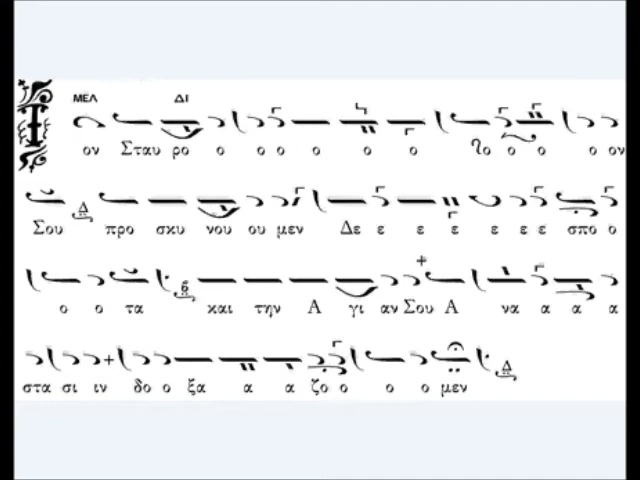 ΜΕΛ ΔΙ
Τ ον Σταυ ρο ο ο ο ο ο ο ο ο ο ο ον
Σου προ σκυ νου ου μεν Δε ε ε ε ε ε ε σπο ο
ο ο τα και την Α γι αν Σου Α να α α α
στα σι ιν δο ο ξα α α ζο ο ο ο μεν